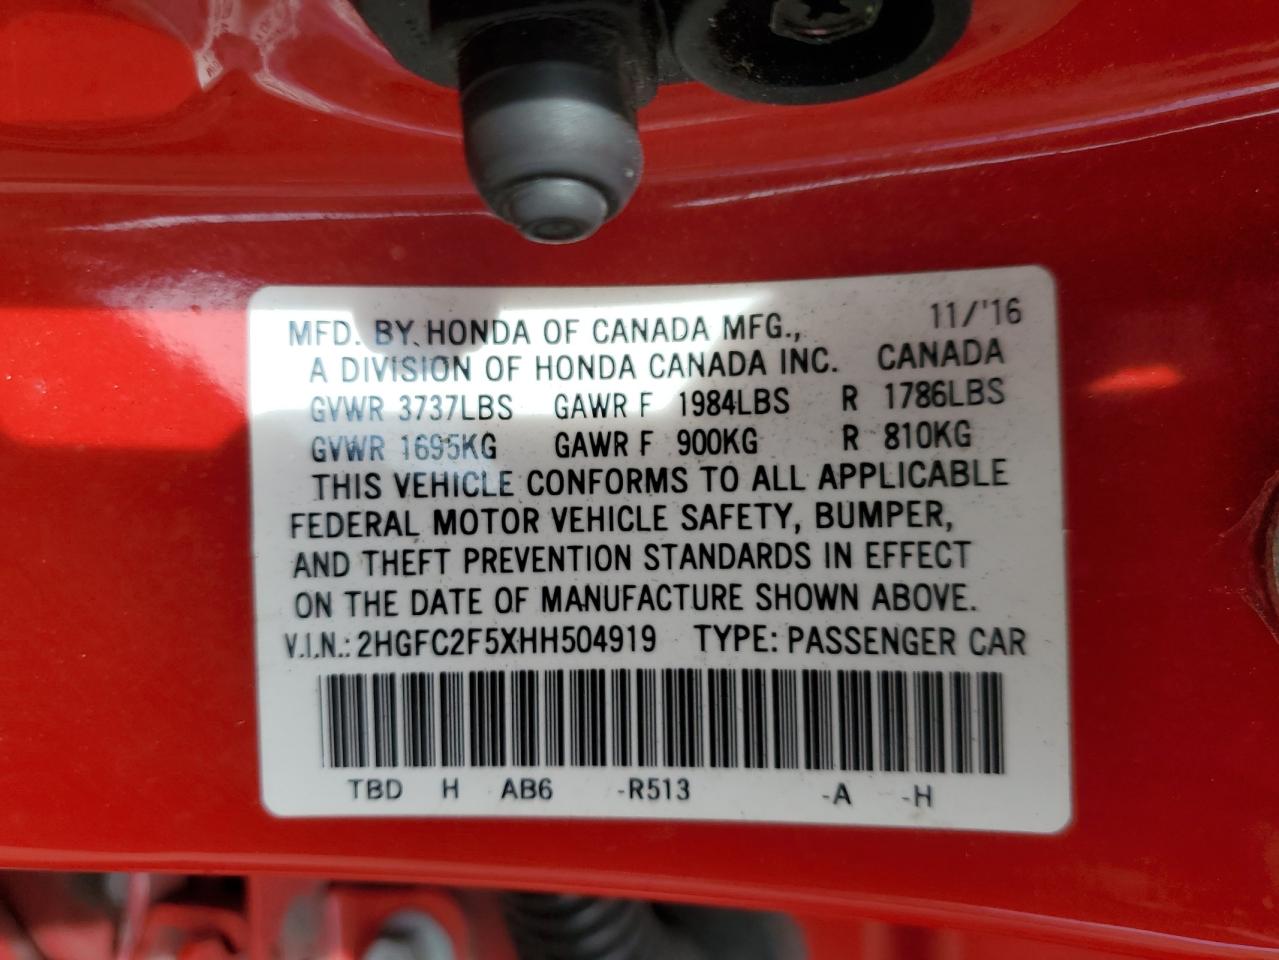 11/'16
MFD. BY HONDA OF CANADA MFG.,
A DIVISION OF HONDA CANADA INC. CANADA
GVWR 3737LBS GAWR F 1984LBS R 1786LBS
GVWR 1695KG GAWR F 900KG R 810KG
THIS VEHICLE CONFORMS TO ALL APPLICABLE
FEDERAL MOTOR VEHICLE SAFETY, BUMPER,
AND THEFT PREVENTION STANDARDS IN EFFECT
ON THE DATE OF MANUFACTURE SHOWN ABOVE.
V.I.N.: 2HGFC2F5XHH504919 TYPE: PASSENGER CAR
TBD H AB6 -R513 -A -H